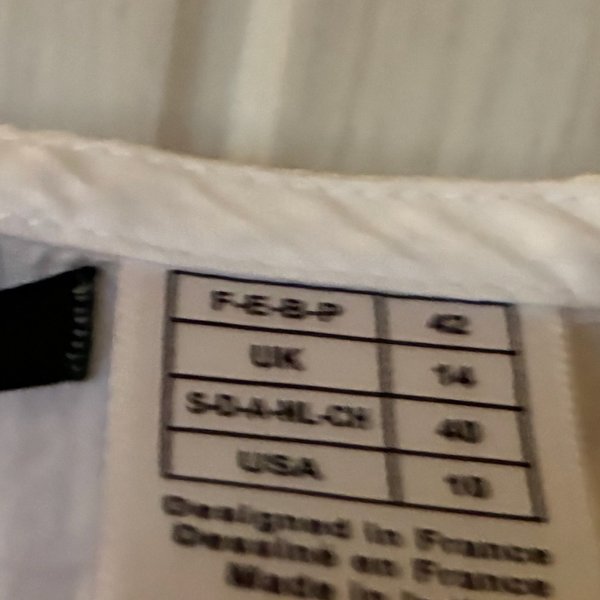 F-E-B-P 42
UK 14
S-D-A-NL-CH 40
USA 10
Designed in France
Dessiné en France
Made in